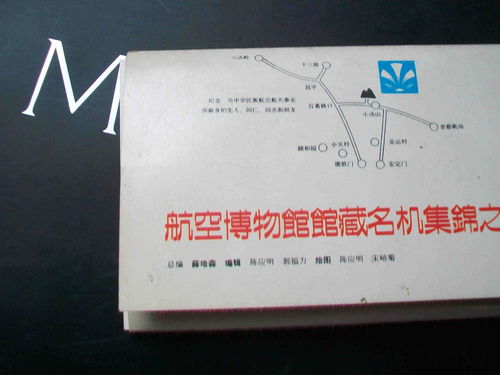 M
八达岭
十三陵
昌平
纪念 为中华民族航空航天事业
而献身的先人、同仁、同志和朋友
百葛路口
小汤山
首都机场
颐和园
中关村
亚运村
德胜门
安定门
航空博物館館藏名机集錦之
总编 薛培森 编辑 陈应明 郭福力 绘图 陈应明 宋崎菊